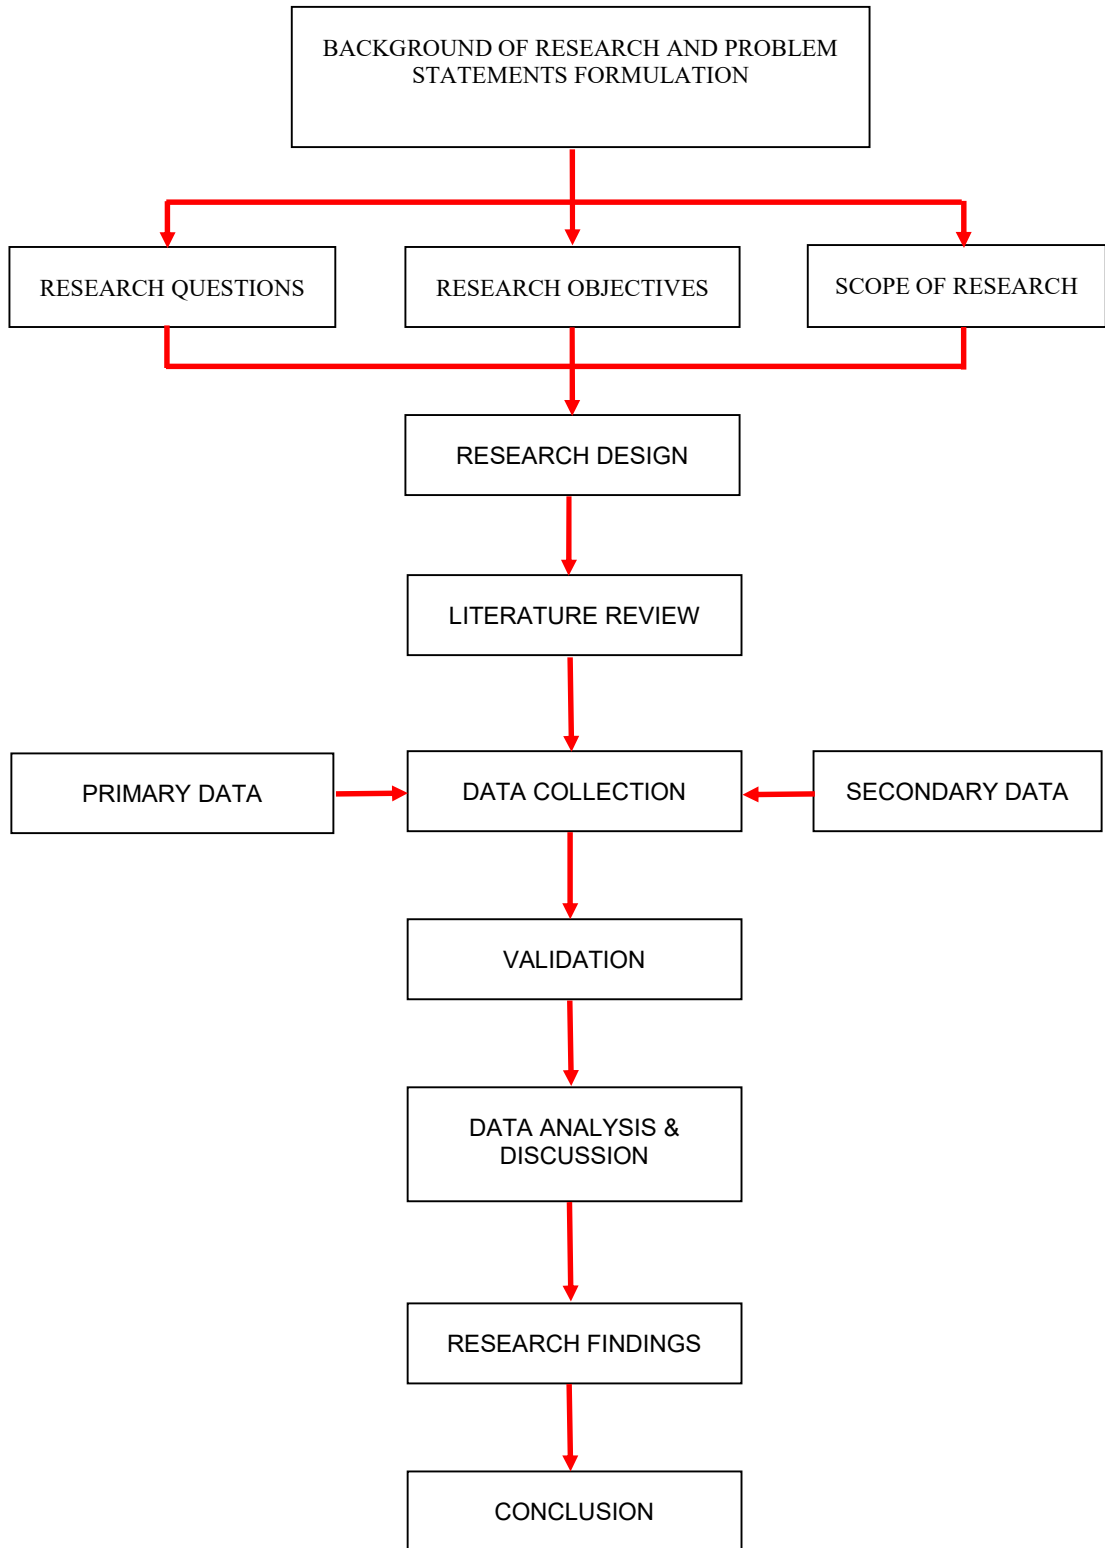 BACKGROUND OF RESEARCH AND PROBLEM
STATEMENTS FORMULATION
RESEARCH QUESTIONS
RESEARCH OBJECTIVES
SCOPE OF RESEARCH
RESEARCH DESIGN
LITERATURE REVIEW
PRIMARY DATA
DATA COLLECTION
SECONDARY DATA
VALIDATION
DATA ANALYSIS &
DISCUSSION
RESEARCH FINDINGS
CONCLUSION